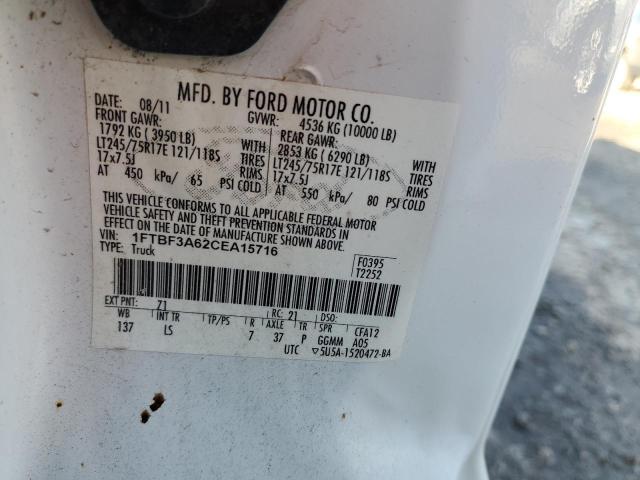 MFD. BY FORD MOTOR CO.
DATE: 08/11 GVWR: 4536 KG (10000 LB)
FRONT GAWR: REAR GAWR:
1792 KG ( 3950 LB) WITH 2853 KG ( 6290 LB) WITH
LT245/75R17E 121/118S TIRES LT245/75R17E 121/118S TIRES
17x7.5J RIMS 17x7.5J RIMS
AT 450 kPa/ 65 PSI COLD AT 550 kPa/ 80 PSI COLD
THIS VEHICLE CONFORMS TO ALL APPLICABLE FEDERAL MOTOR
VEHICLE SAFETY AND THEFT PREVENTION STANDARDS IN
EFFECT ON THE DATE OF MANUFACTURE SHOWN ABOVE.
VIN: 1FTBF3A62CEA15716 F0395
TYPE: Truck T2252
EXT PNT: Z1 RC: 21 DSO:
WB INT TR TP/PS R AXLE TR SPR CFA12
137 LS 7 37 P GGMM A05
UTC ▽5U5A-1520472-BA